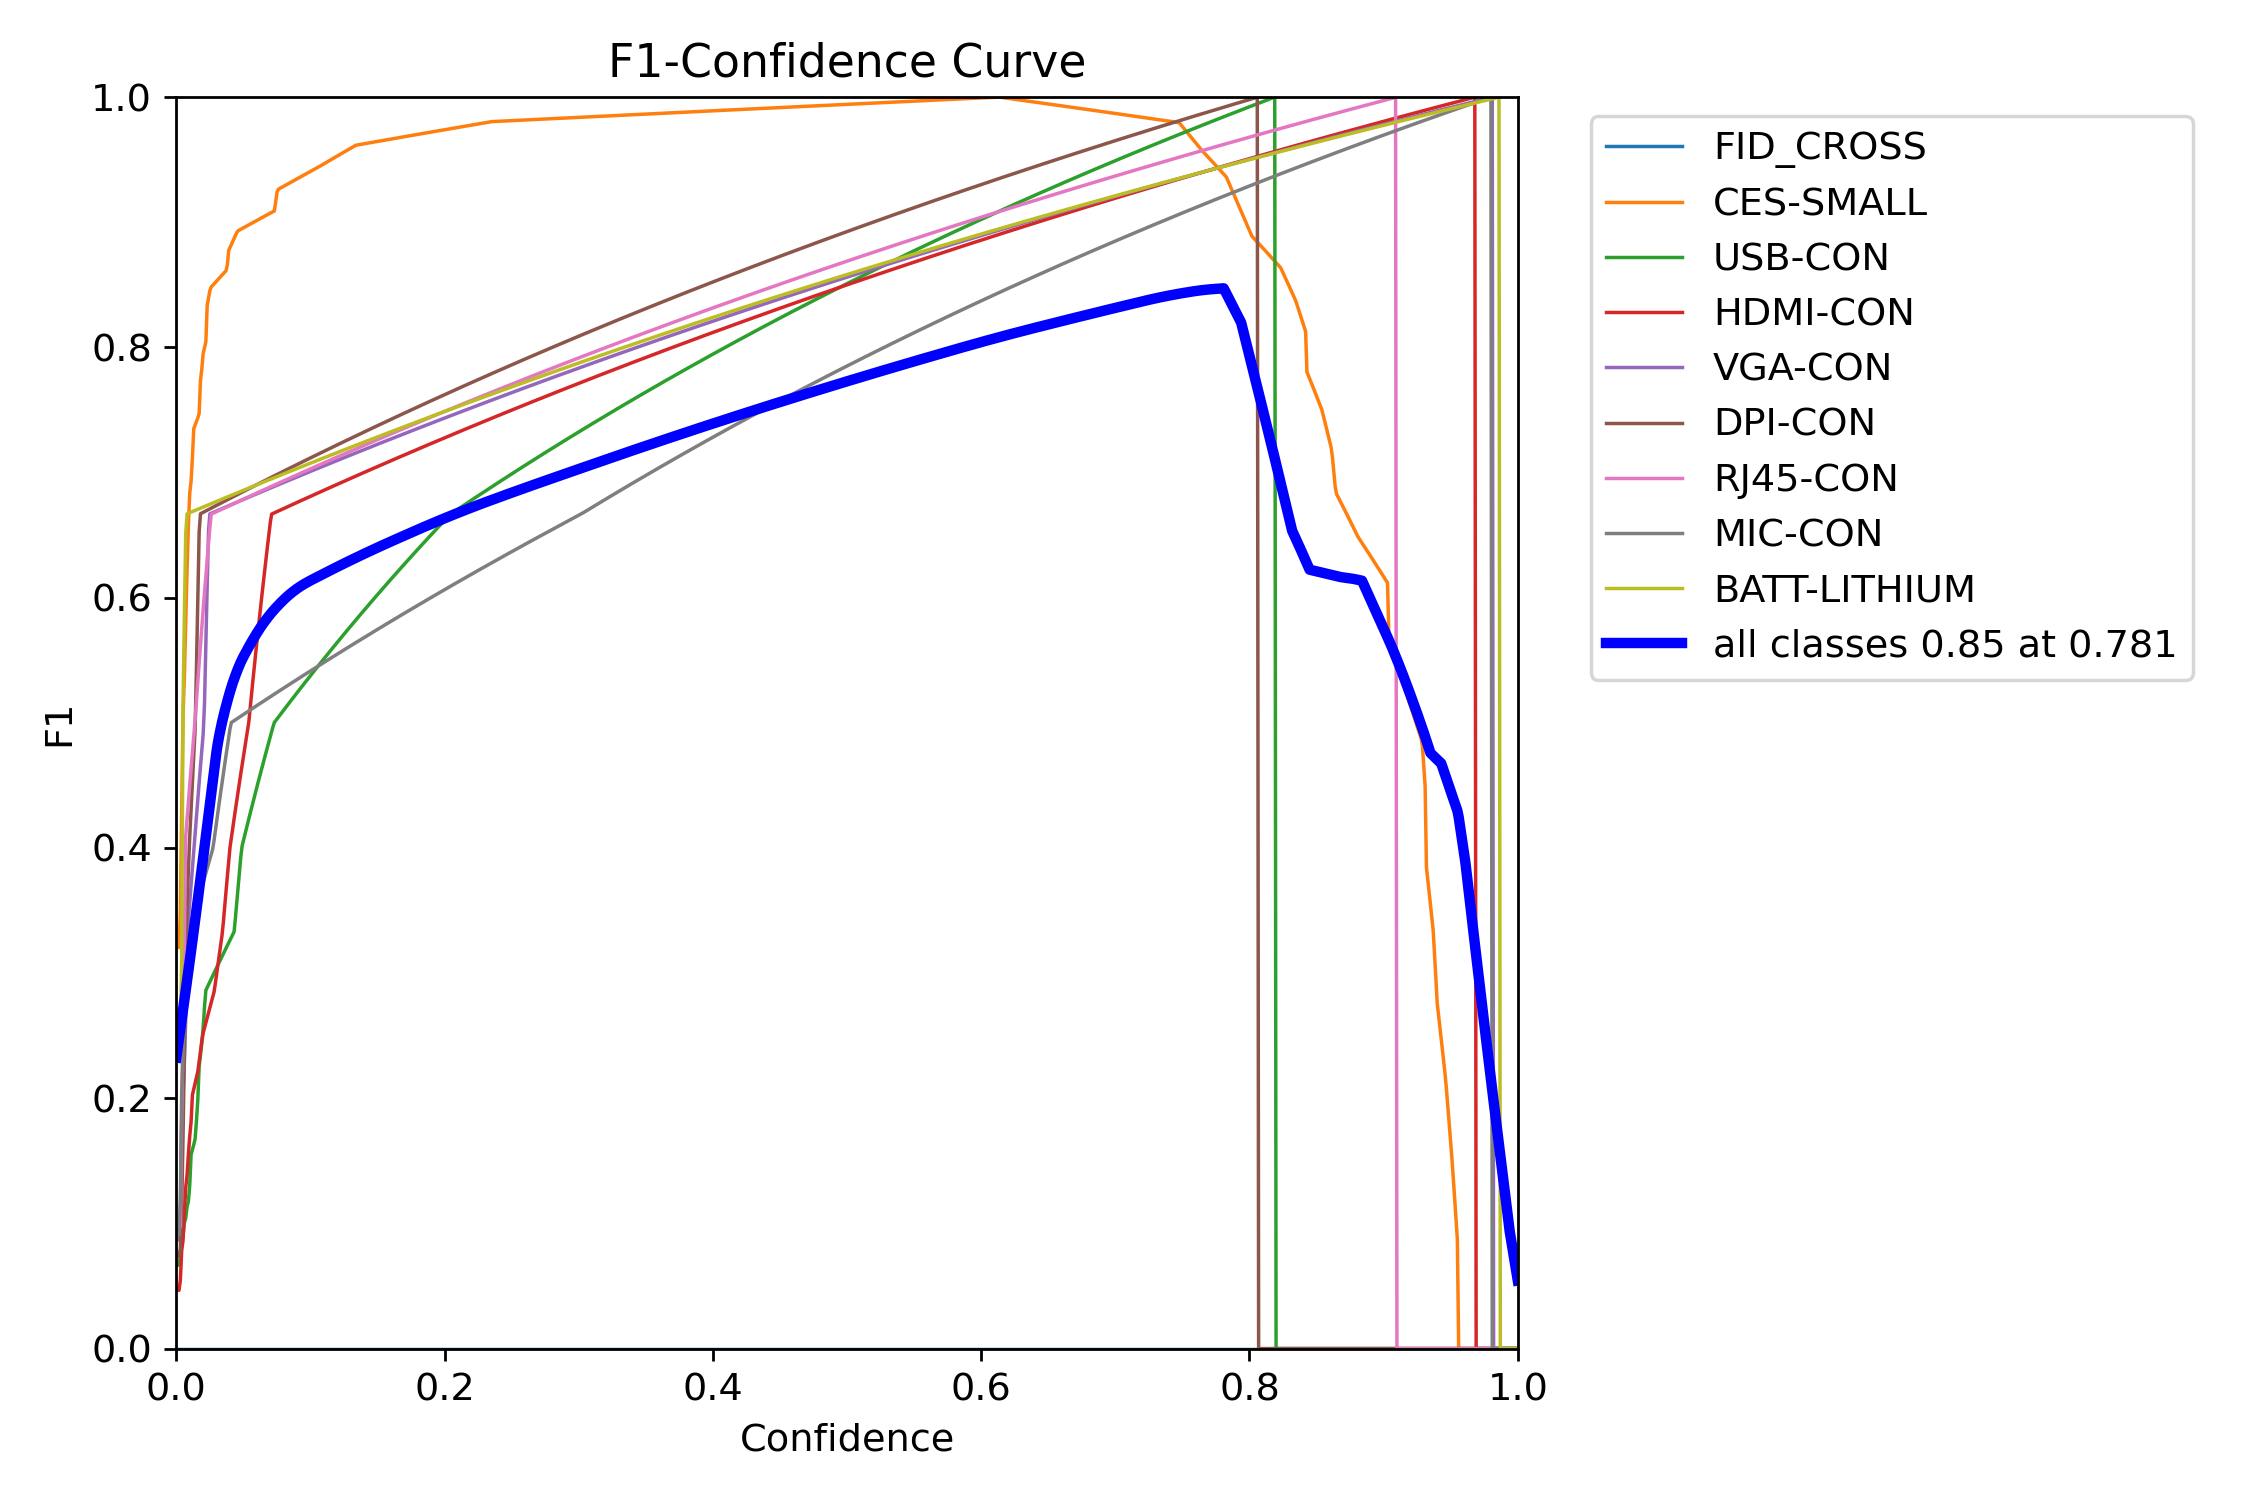 F1-Confidence Curve
1.0
0.8
0.6
0.4
0.2
0.0
F1
0.0 0.2 0.4 0.6 0.8 1.0
Confidence
FID_CROSS
CES-SMALL
USB-CON
HDMI-CON
VGA-CON
DPI-CON
RJ45-CON
MIC-CON
BATT-LITHIUM
all classes 0.85 at 0.781